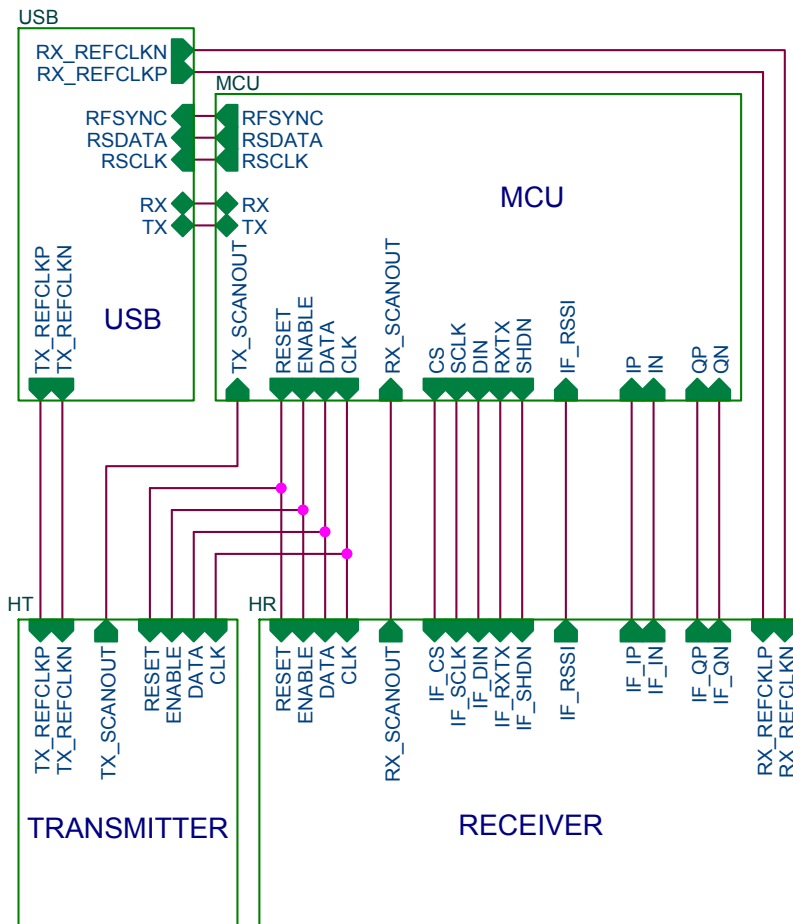 USB
RX_REFCLKN
RX_REFCLKP
MCU
RFSYNC
RFSYNC
RSDATA
RSDATA
RSCLK
RSCLK
MCU
RX
RX
TX
TX
USB
TX_REFCLKP
TX_REFCLKN
TX_SCANOUT
RESET
ENABLE
DATA
CLK
RX_SCANOUT
CS
SCLK
DIN
RXTX
SHDN
IF_RSSI
IP
IN
QP
QN
HT
HR
TX_REFCLKP
TX_REFCLKN
TX_SCANOUT
RESET
ENABLE
DATA
CLK
RESET
ENABLE
DATA
CLK
RX_SCANOUT
IF_CS
IF_SCLK
IF_DIN
IF_RXTX
IF_SHDN
IF_RSSI
IF_IP
IF_IN
IF_QP
IF_QN
RX_REFCKLP
RX_REFCLKN
TRANSMITTER
RECEIVER